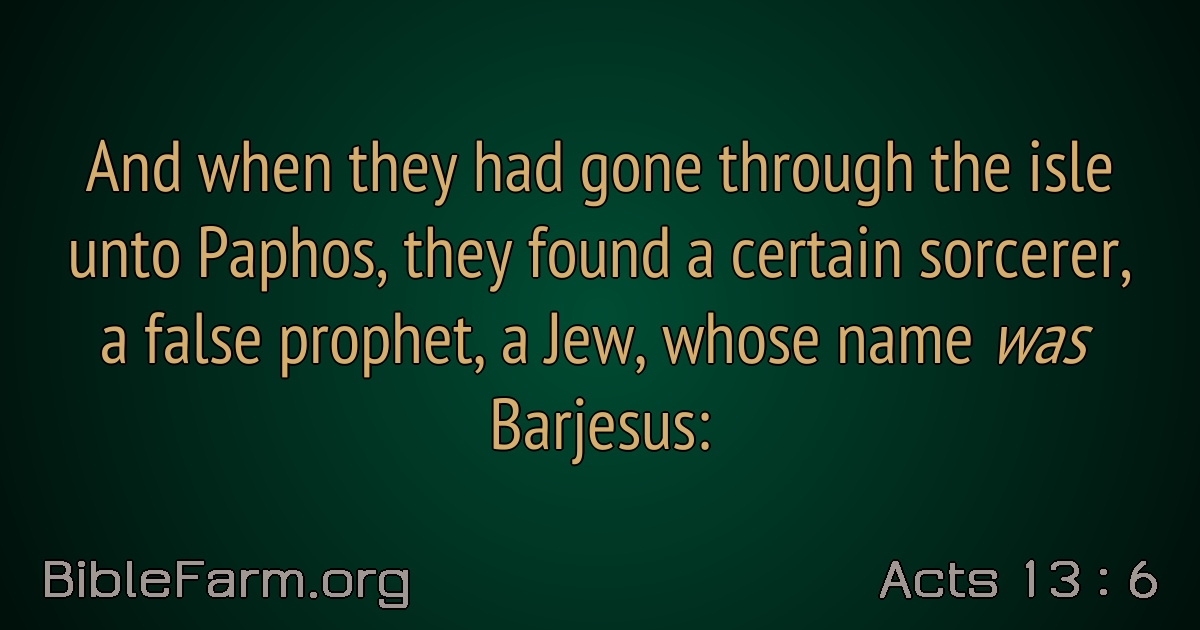 And when they had gone through the isle
unto Paphos, they found a certain sorcerer,
a false prophet, a Jew, whose name was
Barjesus:
BibleFarm.org
Acts 13 : 6